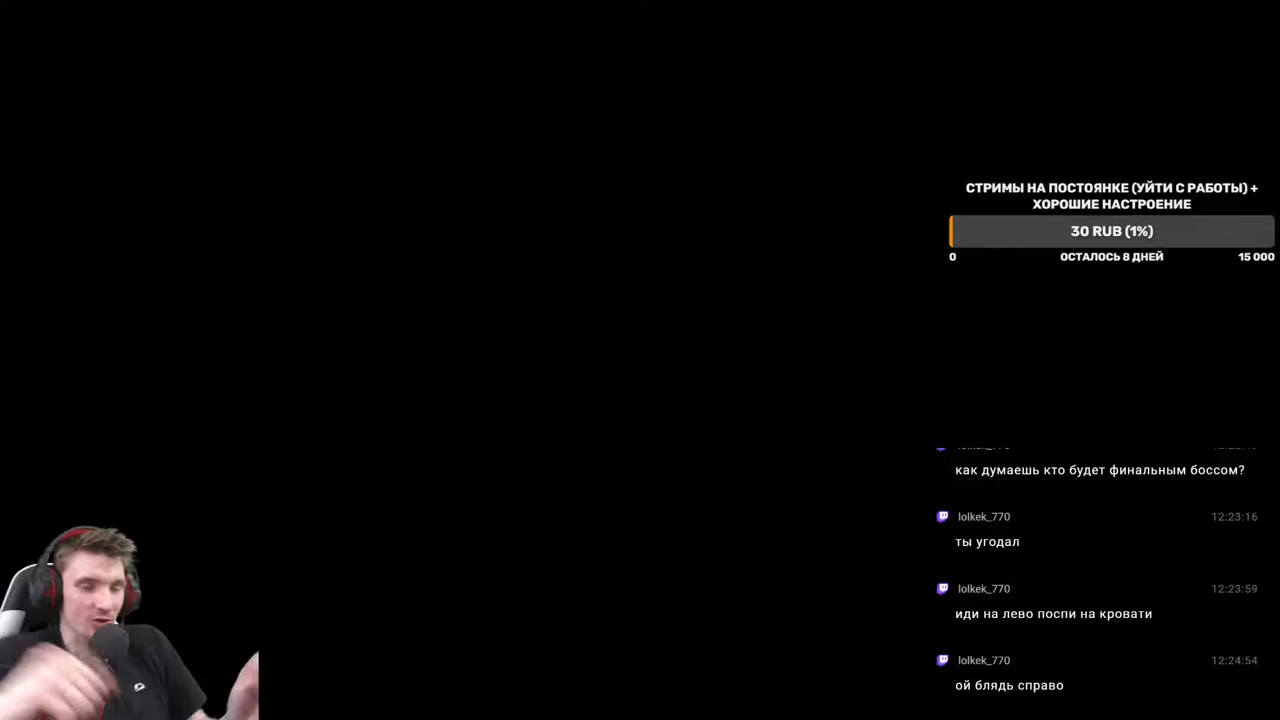 СТРИМЫ НА ПОСТОЯНКЕ (УЙТИ С РАБОТЫ) +
ХОРОШИЕ НАСТРОЕНИЕ
30 RUB (1%)
0 ОСТАЛОСЬ 8 ДНЕЙ 15 000
как думаешь кто будет финальным боссом?
lolkek_770 12:23:16
ты угодал
lolkek_770 12:23:59
иди на лево поспи на кровати
lolkek_770 12:24:54
ой блядь справо